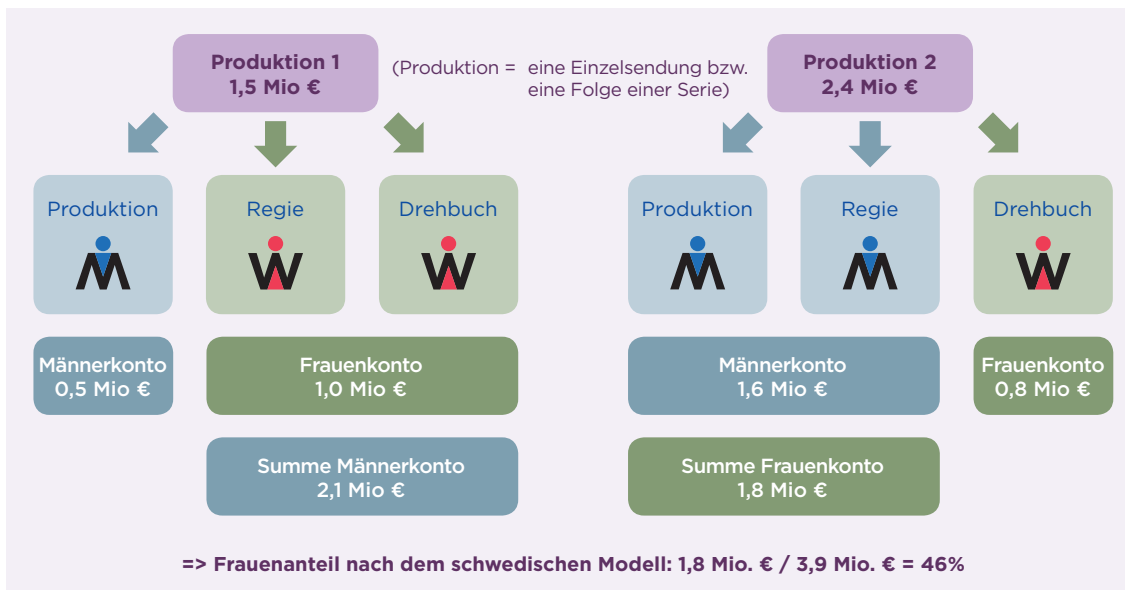 Produktion 1
1,5 Mio €
(Produktion = eine Einzelsendung bzw.
eine Folge einer Serie)
Produktion 2
2,4 Mio €
Produktion
Regie
Drehbuch
Produktion
Regie
Drehbuch
Männerkonto
0,5 Mio €
Frauenkonto
1,0 Mio €
Männerkonto
1,6 Mio €
Frauenkonto
0,8 Mio €
Summe Männerkonto
2,1 Mio €
Summe Frauenkonto
1,8 Mio €
=> Frauenanteil nach dem schwedischen Modell: 1,8 Mio. € / 3,9 Mio. € = 46%